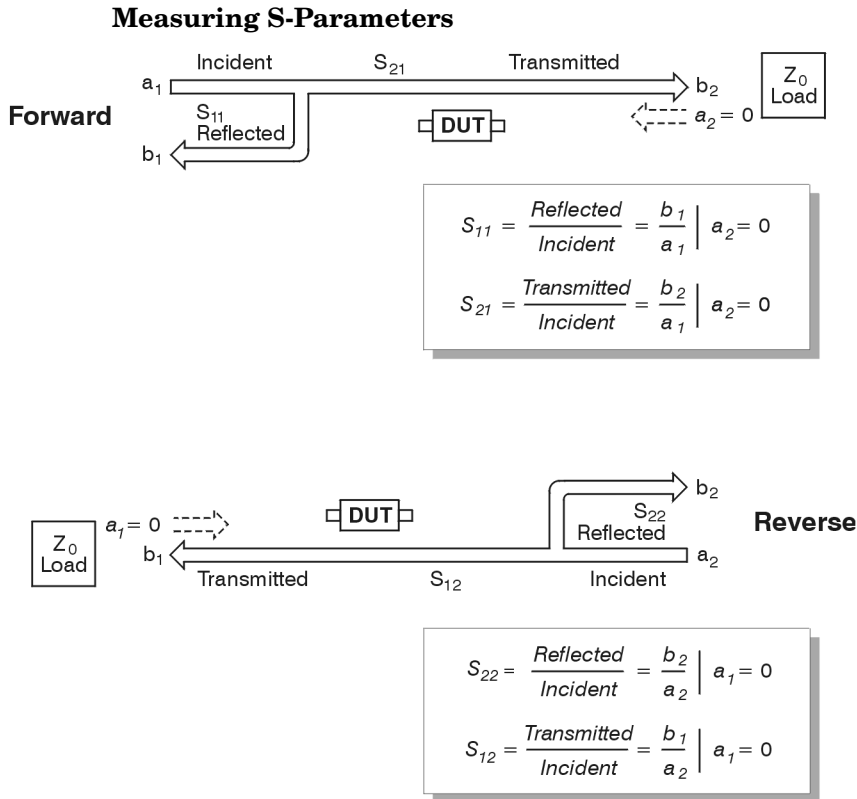 Measuring S-Parameters
Incident S21 Transmitted
a1 b2
Z0
Load
Forward
S11
Reflected
a2 = 0
DUT
b1
S11 = Reflected / Incident = b1 / a1 | a2 = 0
S21 = Transmitted / Incident = b2 / a1 | a2 = 0
b2
DUT
S22
Reflected
Reverse
a1 = 0
Z0
Load
b1 a2
Transmitted S12 Incident
S22 = Reflected / Incident = b2 / a2 | a1 = 0
S12 = Transmitted / Incident = b1 / a2 | a1 = 0